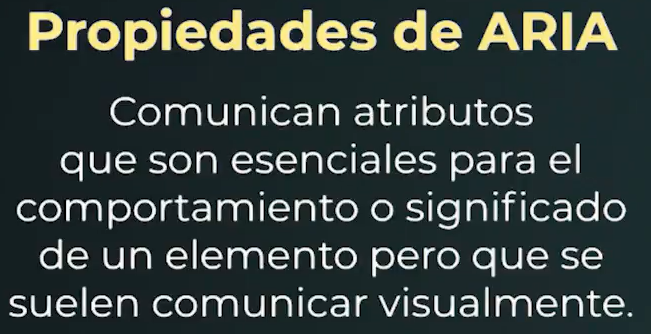 Propiedades de ARIA
Comunican atributos
que son esenciales para el
comportamiento o significado
de un elemento pero que se
suelen comunicar visualmente.